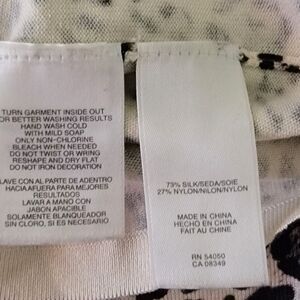 TURN GARMENT INSIDE OUT
OR BETTER WASHING RESULTS
HAND WASH COLD
WITH MILD SOAP
ONLY NON-CHLORINE
BLEACH WHEN NEEDED
DO NOT TWIST OR WRING
RESHAPE AND DRY FLAT
DO NOT IRON DECORATION
LAVE CON AL PARTE DE ADENTRO
HACIA AFUERA PARA MEJORES
RESULTADOS
LAVAR A MANO CON
JABON APACIBLE
SOLAMENTE BLANQUEADOR
SIN CLORO, SI ES NECESARIO
73% SILK/SEDA/SOIE
27% NYLON/NILON/NYLON
MADE IN CHINA
HECHO EN CHINA
FAIT AU CHINE
RN 54050
CA 08349